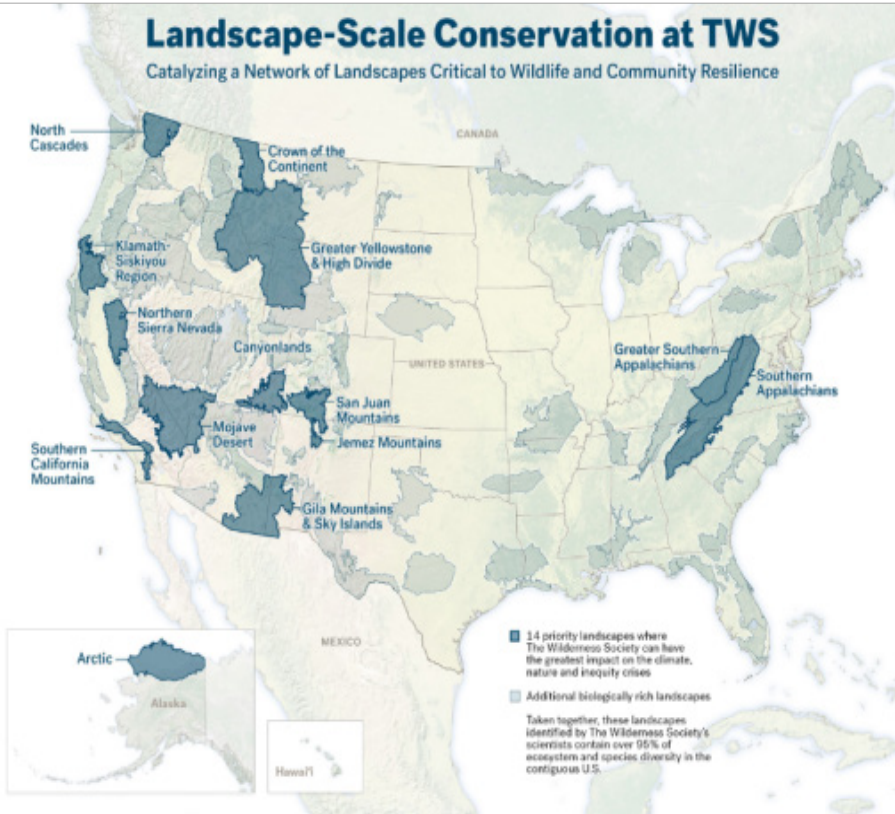 Landscape-Scale Conservation at TWS
Catalyzing a Network of Landscapes Critical to Wildlife and Community Resilience
CANADA
North
Cascades
Crown of the
Continent
Klamath-
Siskiyou
Region
Greater Yellowstone
& High Divide
Northern
Sierra Nevada
Canyonlands
UNITED STATES
Greater Southern
Appalachians
Southern
Appalachians
San Juan
Mountains
Mojave
Desert
Jemez Mountains
Southern
California
Mountains
Gila Mountains
& Sky Islands
MEXICO
Arctic
Alaska
Hawai'i
14 priority landscapes where
The Wilderness Society can have
the greatest impact on the climate,
nature and inequity crises
Additional biologically rich landscapes
Taken together, these landscapes
identified by The Wilderness Society's
scientists contain over 95% of
ecosystem and species diversity in the
contiguous U.S.